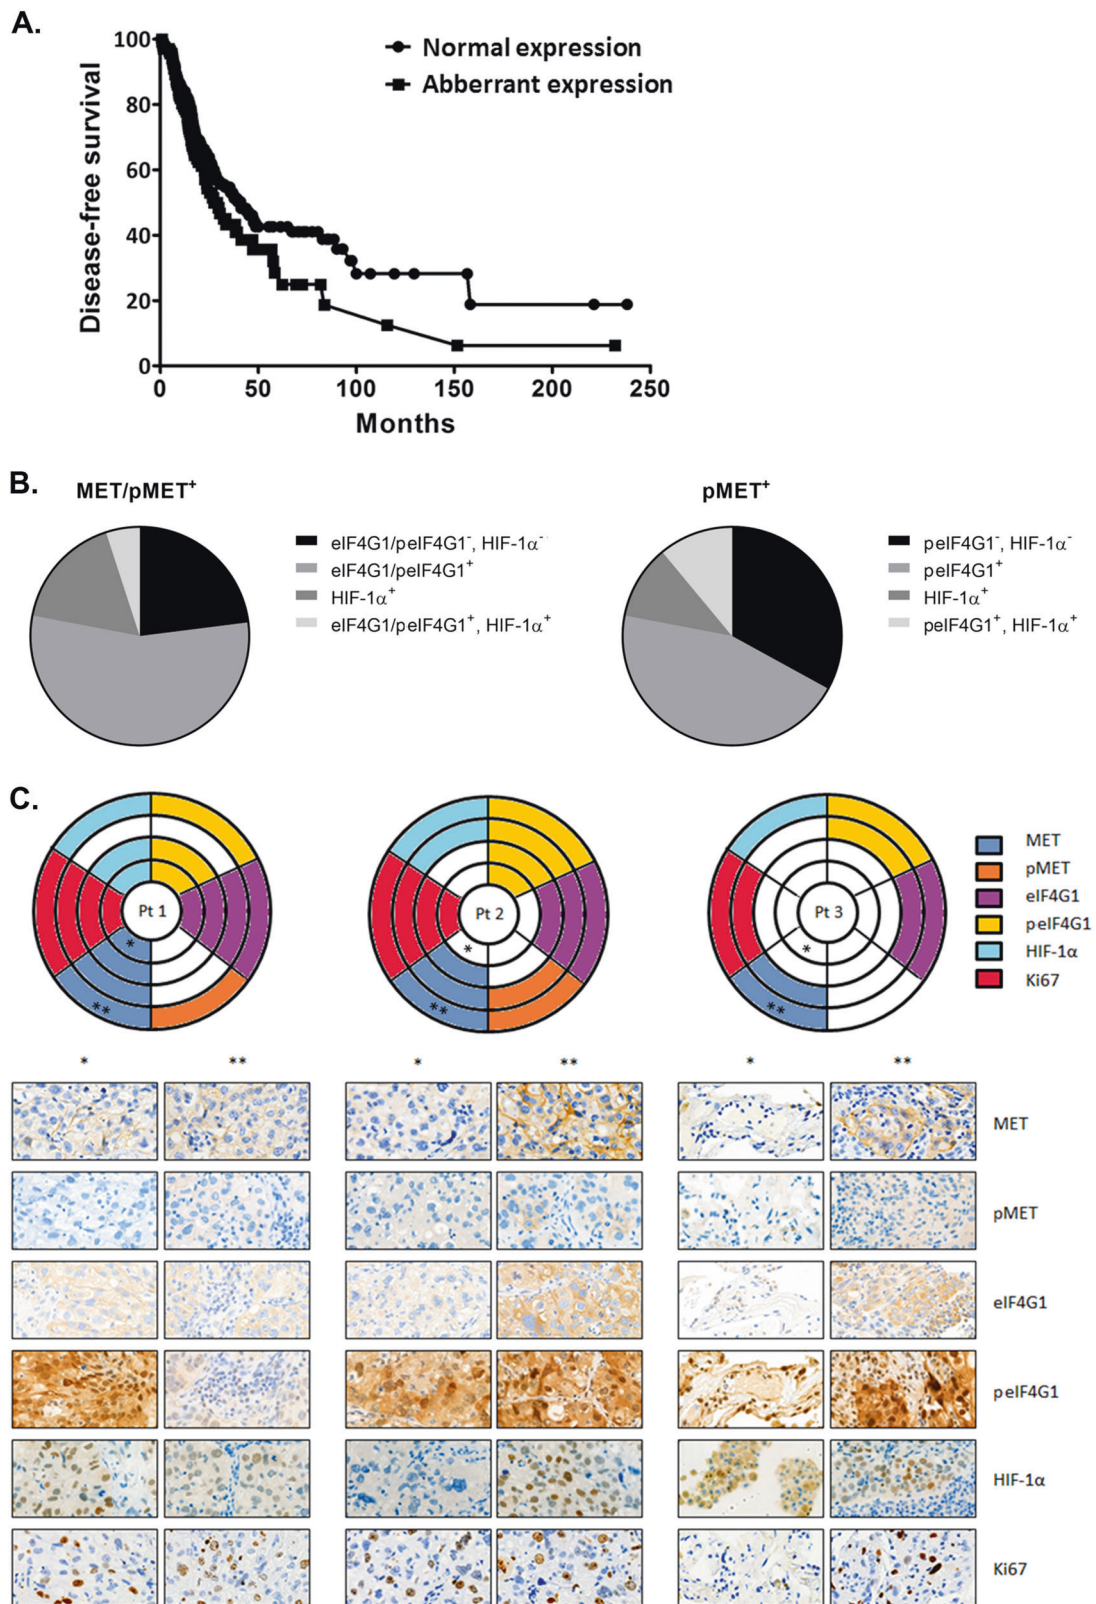 A.
100
80
60
40
20
0
Disease-free survival
Normal expression
Abberrant expression
0 50 100 150 200 250
Months
B.
MET/pMET+
eIF4G1/peIF4G1-, HIF-1α-
eIF4G1/peIF4G1+
HIF-1α+
eIF4G1/peIF4G1+, HIF-1α+
pMET+
peIF4G1-, HIF-1α-
peIF4G1+
HIF-1α+
peIF4G1+, HIF-1α+
C.
Pt 1
*
**
Pt 2
*
**
Pt 3
*
**
MET
pMET
eIF4G1
peIF4G1
HIF-1α
Ki67
* ** * ** * **
MET
pMET
eIF4G1
peIF4G1
HIF-1α
Ki67